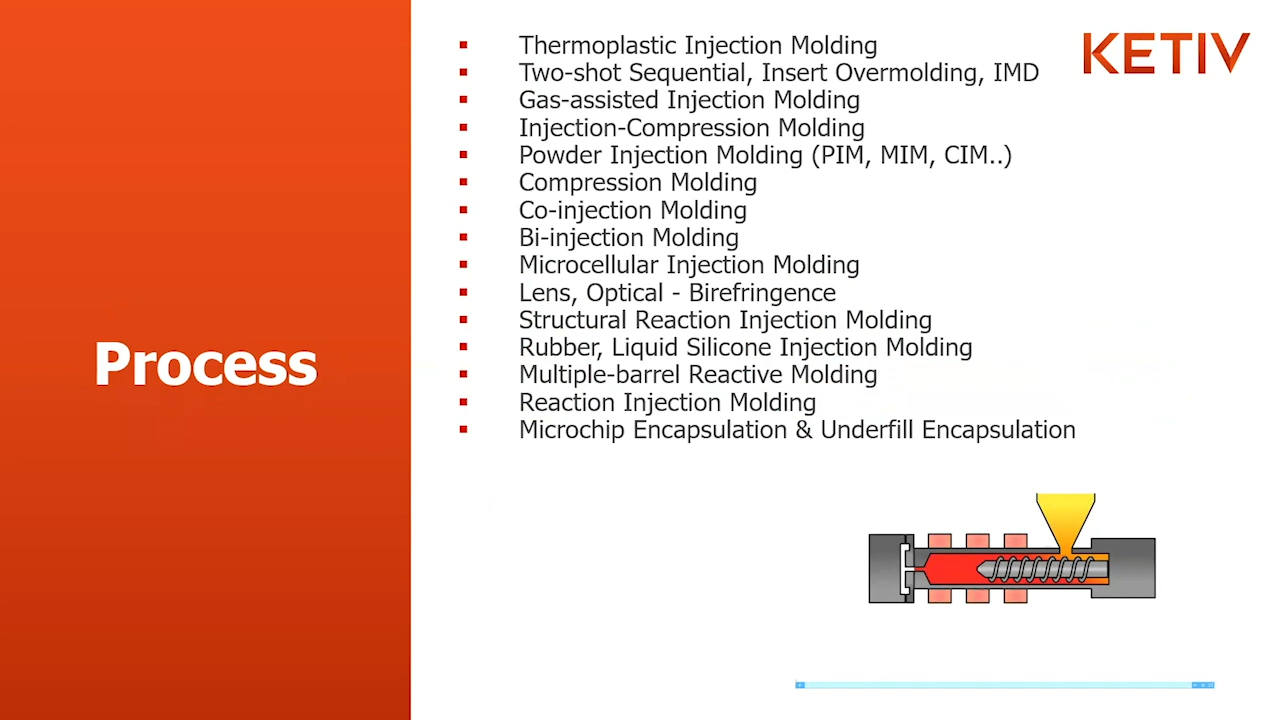 Process
KETIV
Thermoplastic Injection Molding
Two-shot Sequential, Insert Overmolding, IMD
Gas-assisted Injection Molding
Injection-Compression Molding
Powder Injection Molding (PIM, MIM, CIM..)
Compression Molding
Co-injection Molding
Bi-injection Molding
Microcellular Injection Molding
Lens, Optical - Birefringence
Structural Reaction Injection Molding
Rubber, Liquid Silicone Injection Molding
Multiple-barrel Reactive Molding
Reaction Injection Molding
Microchip Encapsulation & Underfill Encapsulation